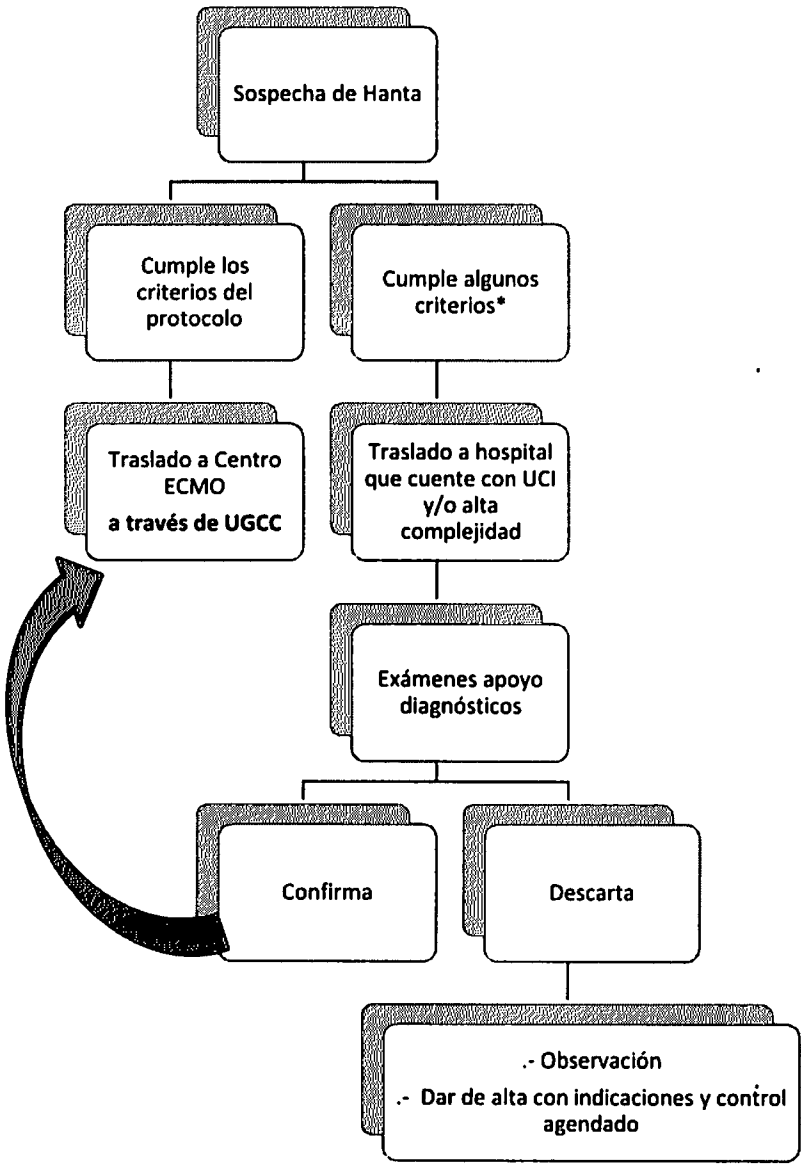 Sospecha de Hanta
Cumple los
criterios del
protocolo
Cumple algunos
criterios*
Traslado a Centro
ECMO
a través de UGCC
Traslado a hospital
que cuente con UCI
y/o alta
complejidad
Exámenes apoyo
diagnósticos
Confirma
Descarta
.- Observación
.- Dar de alta con indicaciones y control
agendado